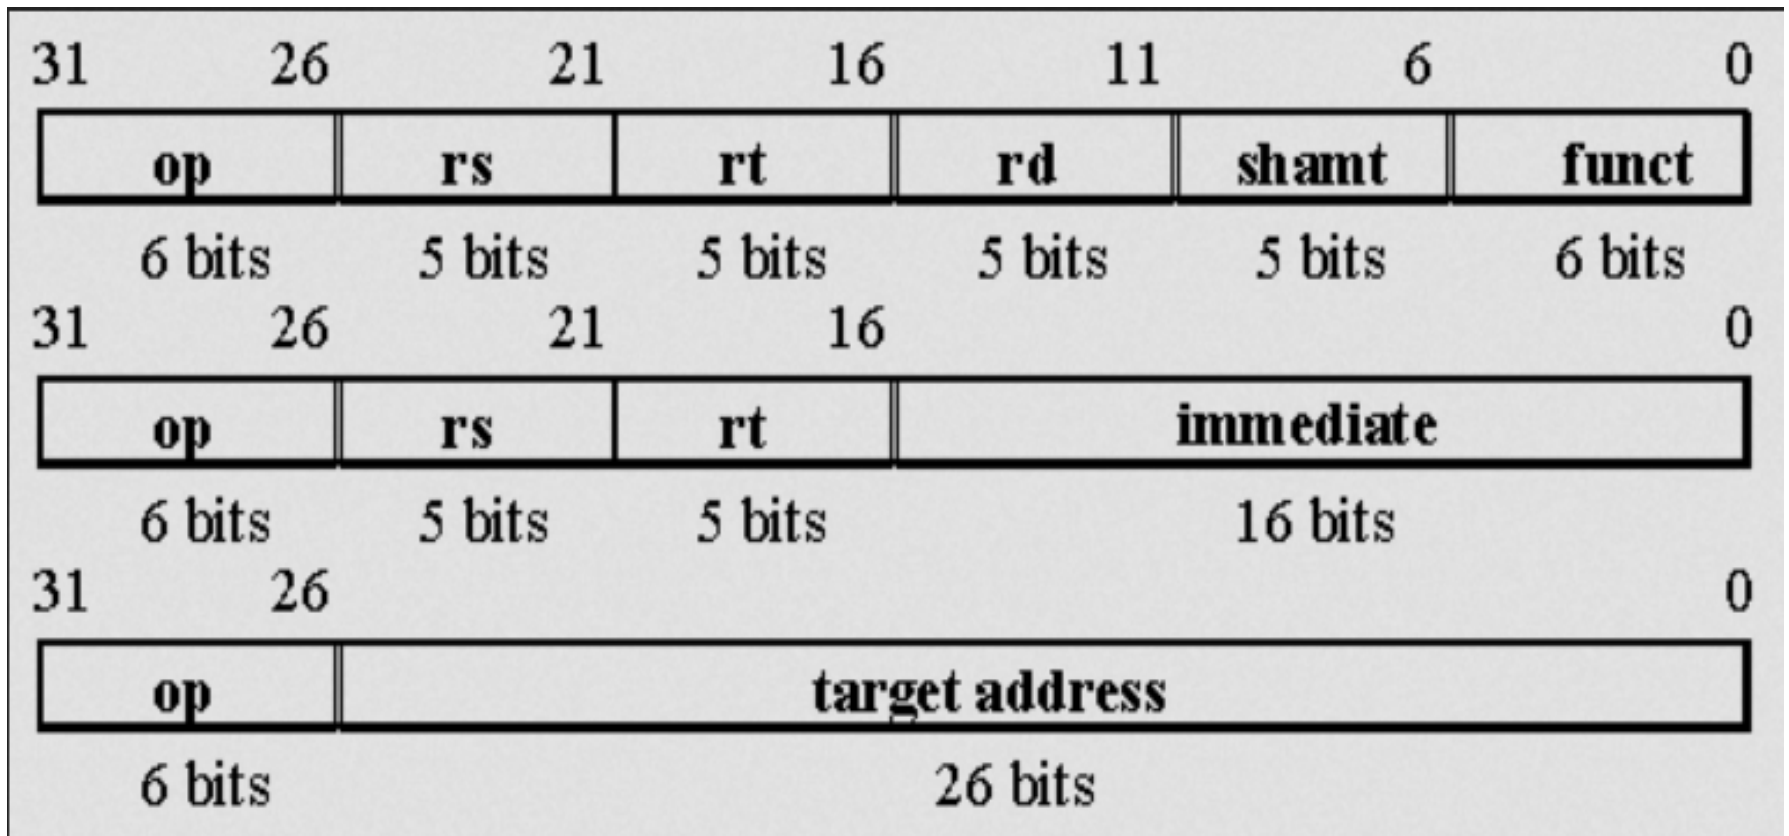 31 26 21 16 11 6 0
op rs rt rd shamt funct
6 bits 5 bits 5 bits 5 bits 5 bits 6 bits
31 26 21 16 0
op rs rt immediate
6 bits 5 bits 5 bits 16 bits
31 26 0
op target address
6 bits 26 bits